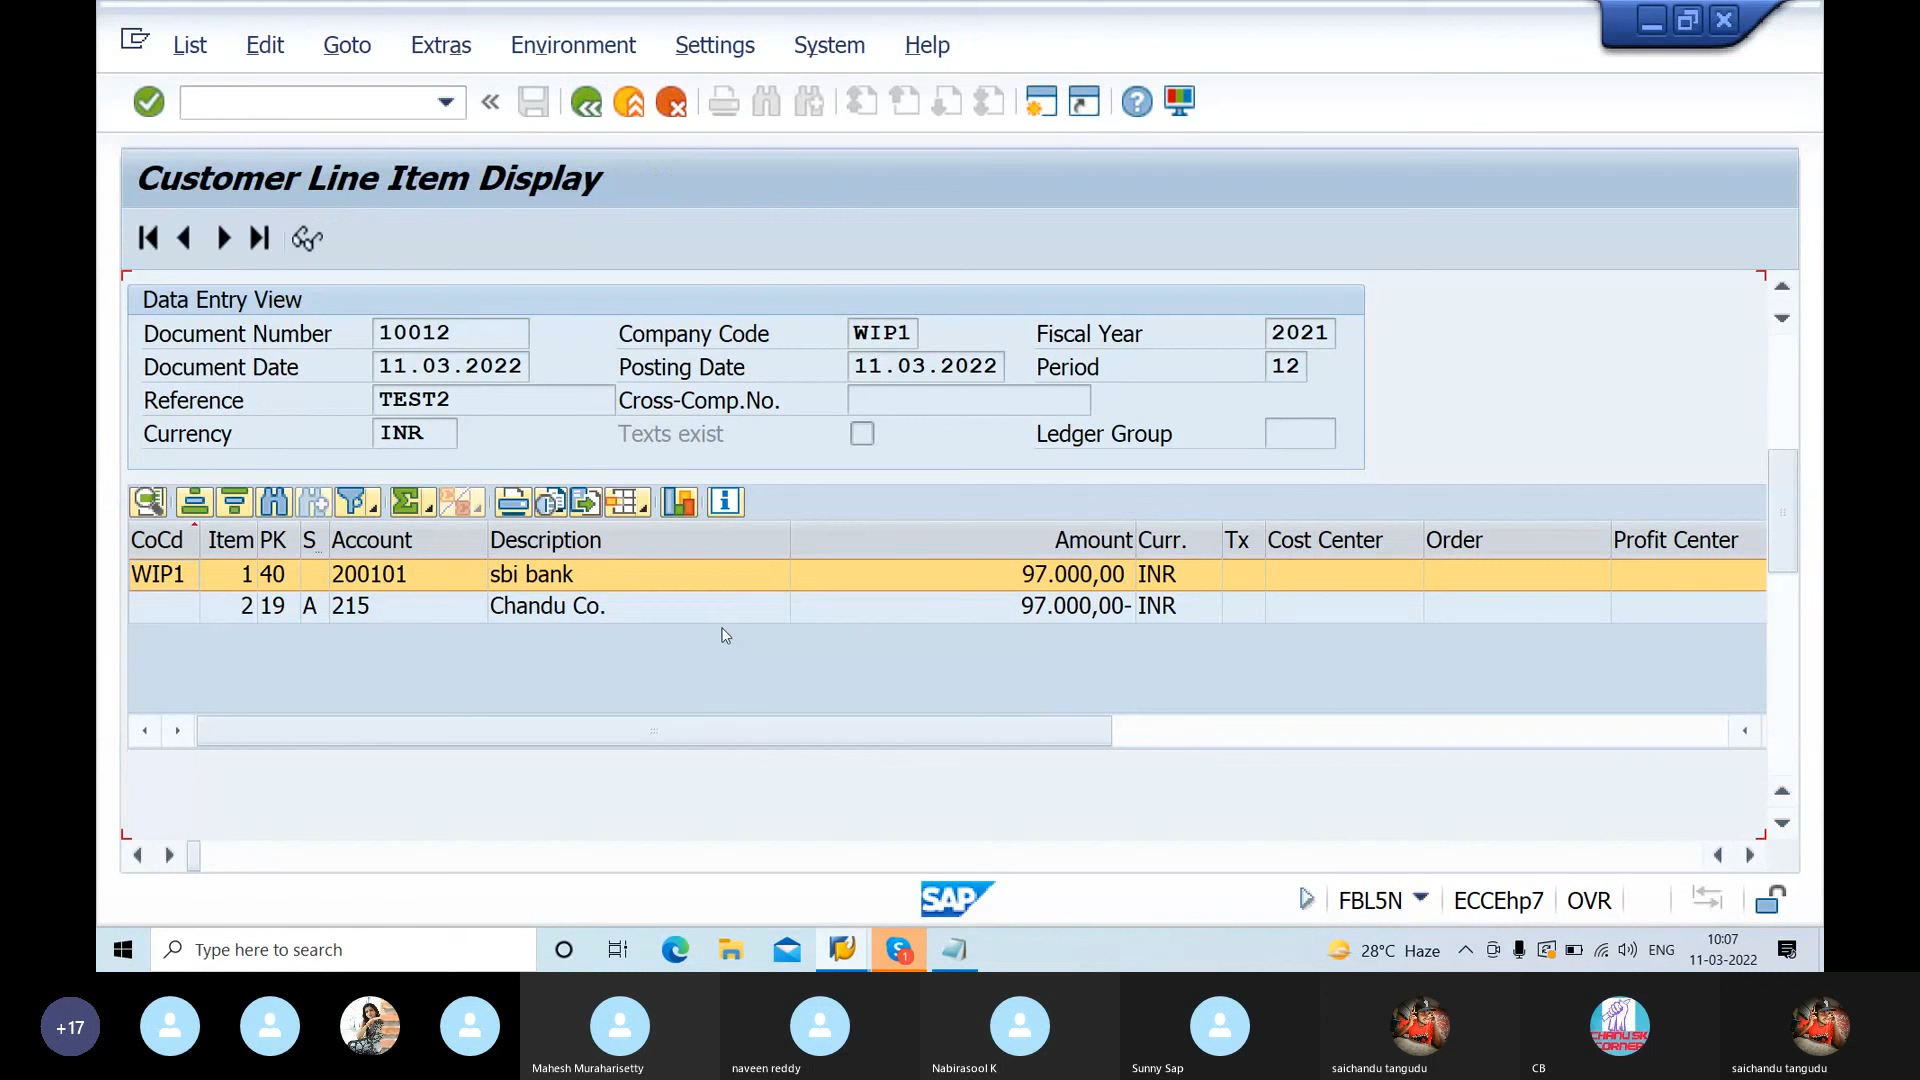 List Edit Goto Extras Environment Settings System Help
Customer Line Item Display
Data Entry View
Document Number 10012 Company Code WIP1 Fiscal Year 2021
Document Date 11.03.2022 Posting Date 11.03.2022 Period 12
Reference TEST2 Cross-Comp.No.
Currency INR Texts exist Ledger Group
CoCd Item PK S Account Description Amount Curr. Tx Cost Center Order Profit Center
WIP1 1 40 200101 sbi bank 97.000,00 INR
2 19 A 215 Chandu Co. 97.000,00- INR
SAP FBL5N ECCEhp7 OVR
Type here to search 1 28°C Haze ENG 10:07
11-03-2022
+17
CHANU SK
CORNER
Mahesh Muraharisetty naveen reddy Nabirasool K Sunny Sap saichandu tangudu CB saichandu tangudu